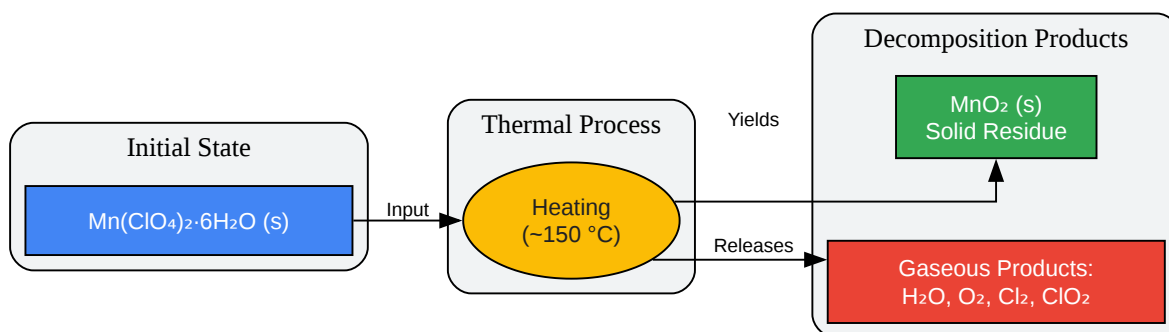 Initial State
Mn(ClO₄)₂·6H₂O (s)
Input
Thermal Process
Heating
(~150 °C)
Yields
Releases
Decomposition Products
MnO₂ (s)
Solid Residue
Gaseous Products:
H₂O, O₂, Cl₂, ClO₂